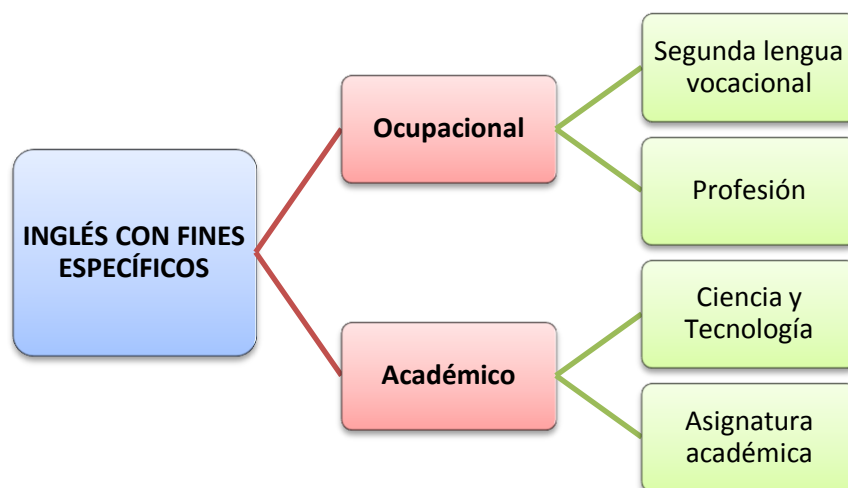 INGLÉS CON FINES
ESPECÍFICOS
Ocupacional
Segunda lengua
vocacional
Profesión
Académico
Ciencia y
Tecnología
Asignatura
académica